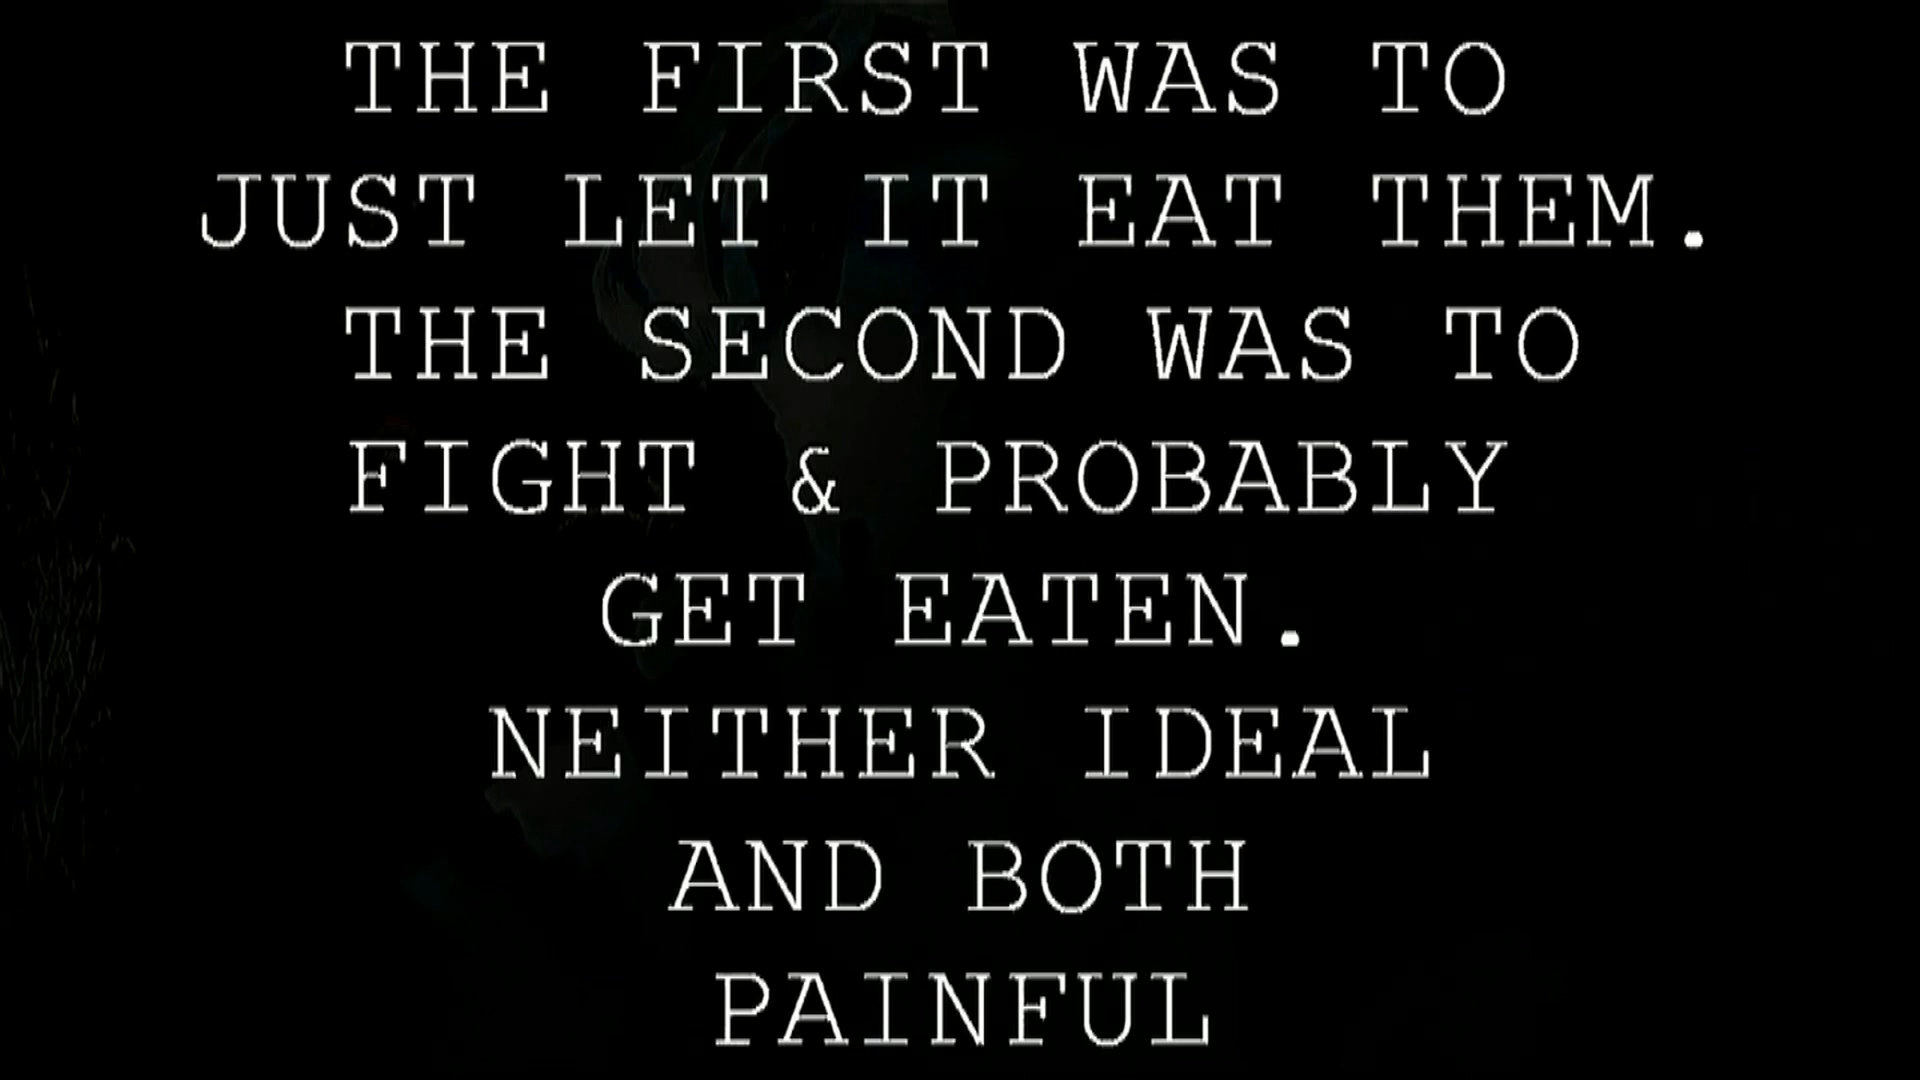 THE FIRST WAS TO
JUST LET IT EAT THEM.
THE SECOND WAS TO
FIGHT & PROBABLY
GET EATEN.
NEITHER IDEAL
AND BOTH
PAINFUL